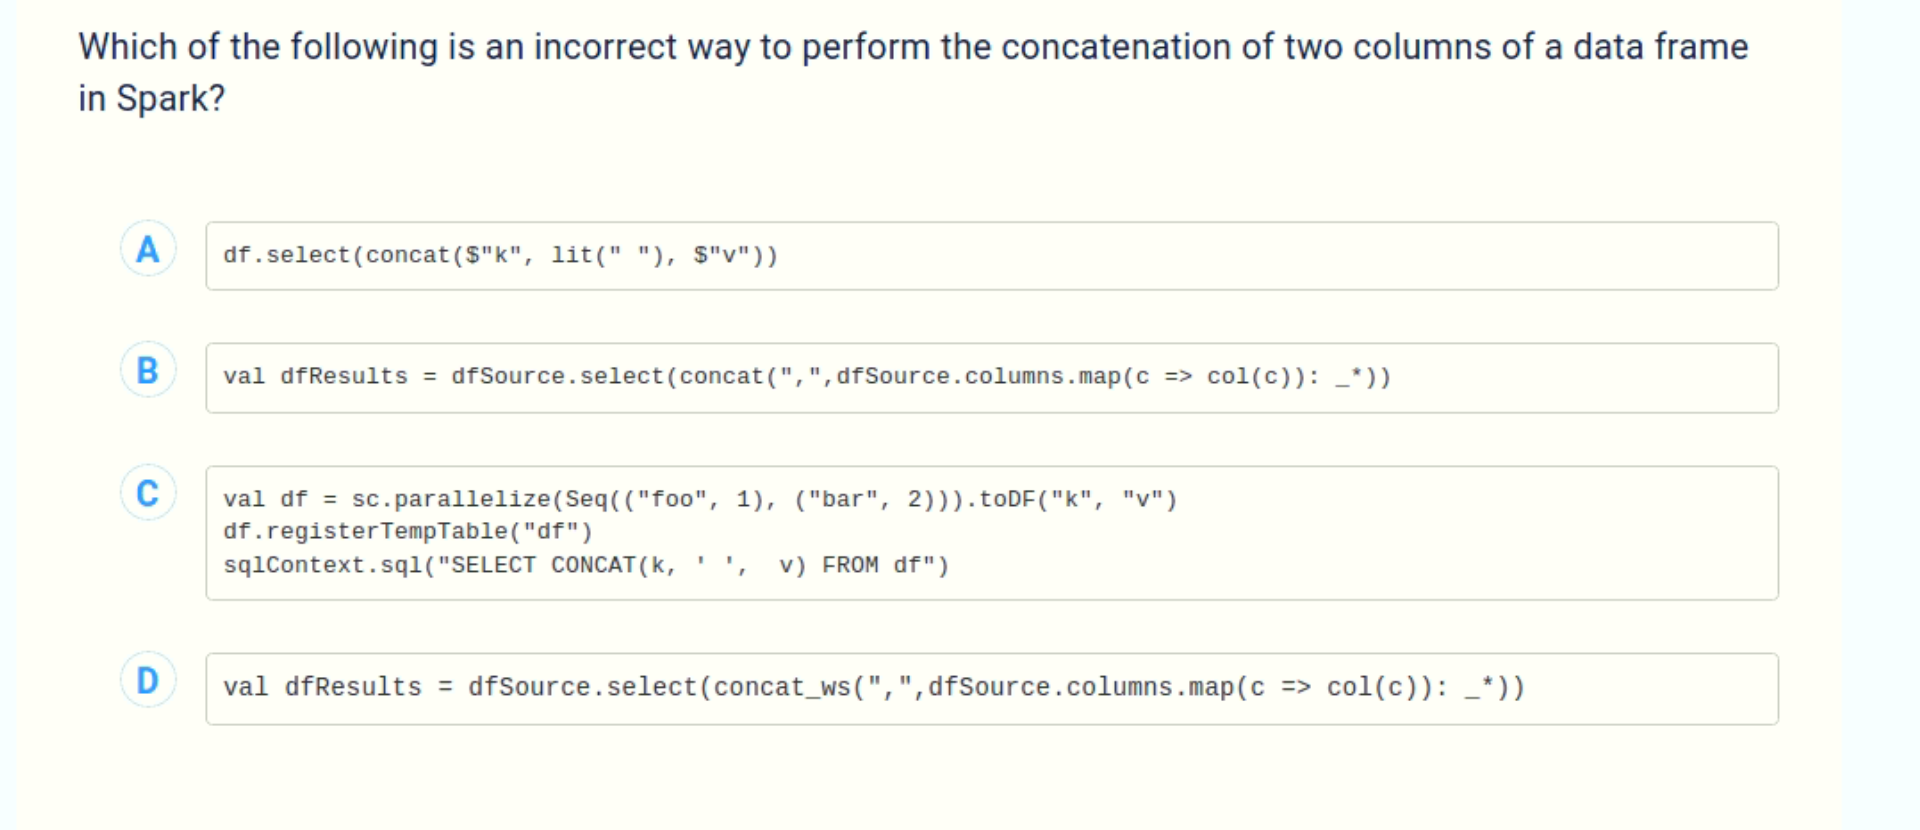 Which of the following is an incorrect way to perform the concatenation of two columns of a data frame
in Spark?
A
df.select(concat($"k", lit(" "), $"v"))
B
val dfResults = dfSource.select(concat(",",dfSource.columns.map(c => col(c)): _*))
C
val df = sc.parallelize(Seq(("foo", 1), ("bar", 2))).toDF("k", "v")
df.registerTempTable("df")
sqlContext.sql("SELECT CONCAT(k, ' ',  v) FROM df")
D
val dfResults = dfSource.select(concat_ws(",",dfSource.columns.map(c => col(c)): _*))